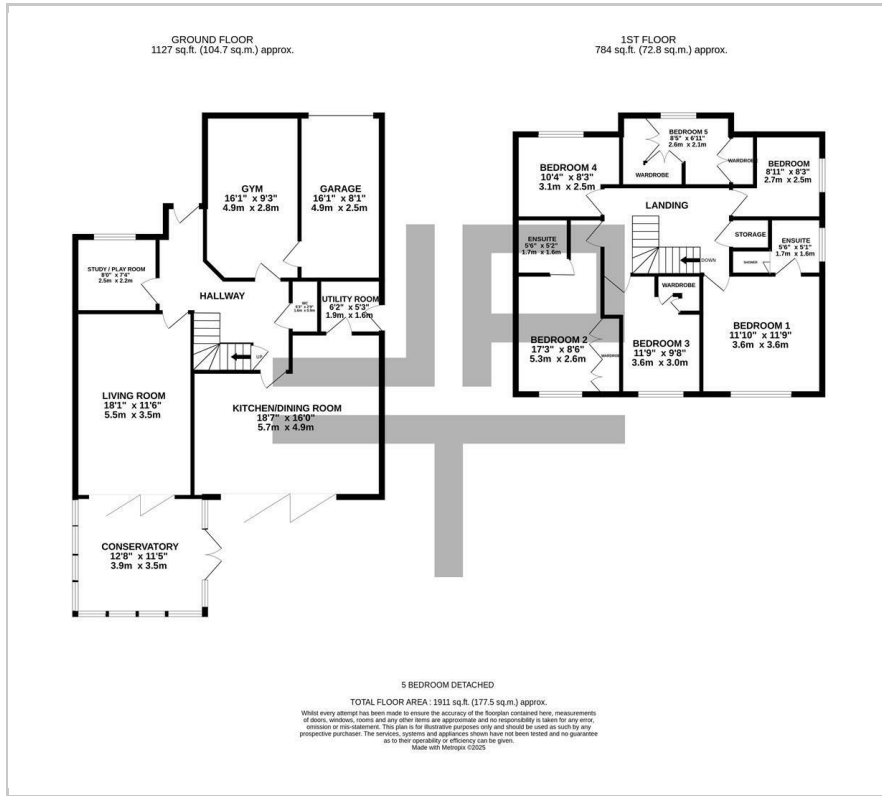 GROUND FLOOR
1127 sq.ft. (104.7 sq.m.) approx.
GYM
16'1" x 9'3"
4.9m x 2.8m
GARAGE
16'1" x 8'1"
4.9m x 2.5m
STUDY / PLAY ROOM
8'0" x 7'4"
2.5m x 2.2m
HALLWAY
WC
UTILITY ROOM
6'2" x 5'3"
1.9m x 1.6m
UP
LIVING ROOM
18'1" x 11'6"
5.5m x 3.5m
KITCHEN/DINING ROOM
18'7" x 16'0"
5.7m x 4.9m
CONSERVATORY
12'8" x 11'5"
3.9m x 3.5m
1ST FLOOR
784 sq.ft. (72.8 sq.m.) approx.
BEDROOM 5
8'5" x 6'11"
2.6m x 2.1m
WARDROBE
WARDROBE
BEDROOM 4
10'4" x 8'3"
3.1m x 2.5m
BEDROOM
8'11" x 8'3"
2.7m x 2.5m
LANDING
STORAGE
ENSUITE
5'6" x 5'2"
1.7m x 1.6m
ENSUITE
5'6" x 5'1"
1.7m x 1.6m
SHOWER
DOWN
WARDROBE
BEDROOM 2
17'3" x 8'6"
5.3m x 2.6m
WARDROBE
BEDROOM 3
11'9" x 9'8"
3.6m x 3.0m
BEDROOM 1
11'10" x 11'9"
3.6m x 3.6m
5 BEDROOM DETACHED
TOTAL FLOOR AREA : 1911 sq.ft. (177.5 sq.m.) approx.
Whilst every attempt has been made to ensure the accuracy of the floorplan contained here, measurements
of doors, windows, rooms and any other items are approximate and no responsibility is taken for any error,
omission or mis-statement. This plan is for illustrative purposes only and should be used as such by any
prospective purchaser. The services, systems and appliances shown have not been tested and no guarantee
as to their operability or efficiency can be given.
Made with Metropix ©2025